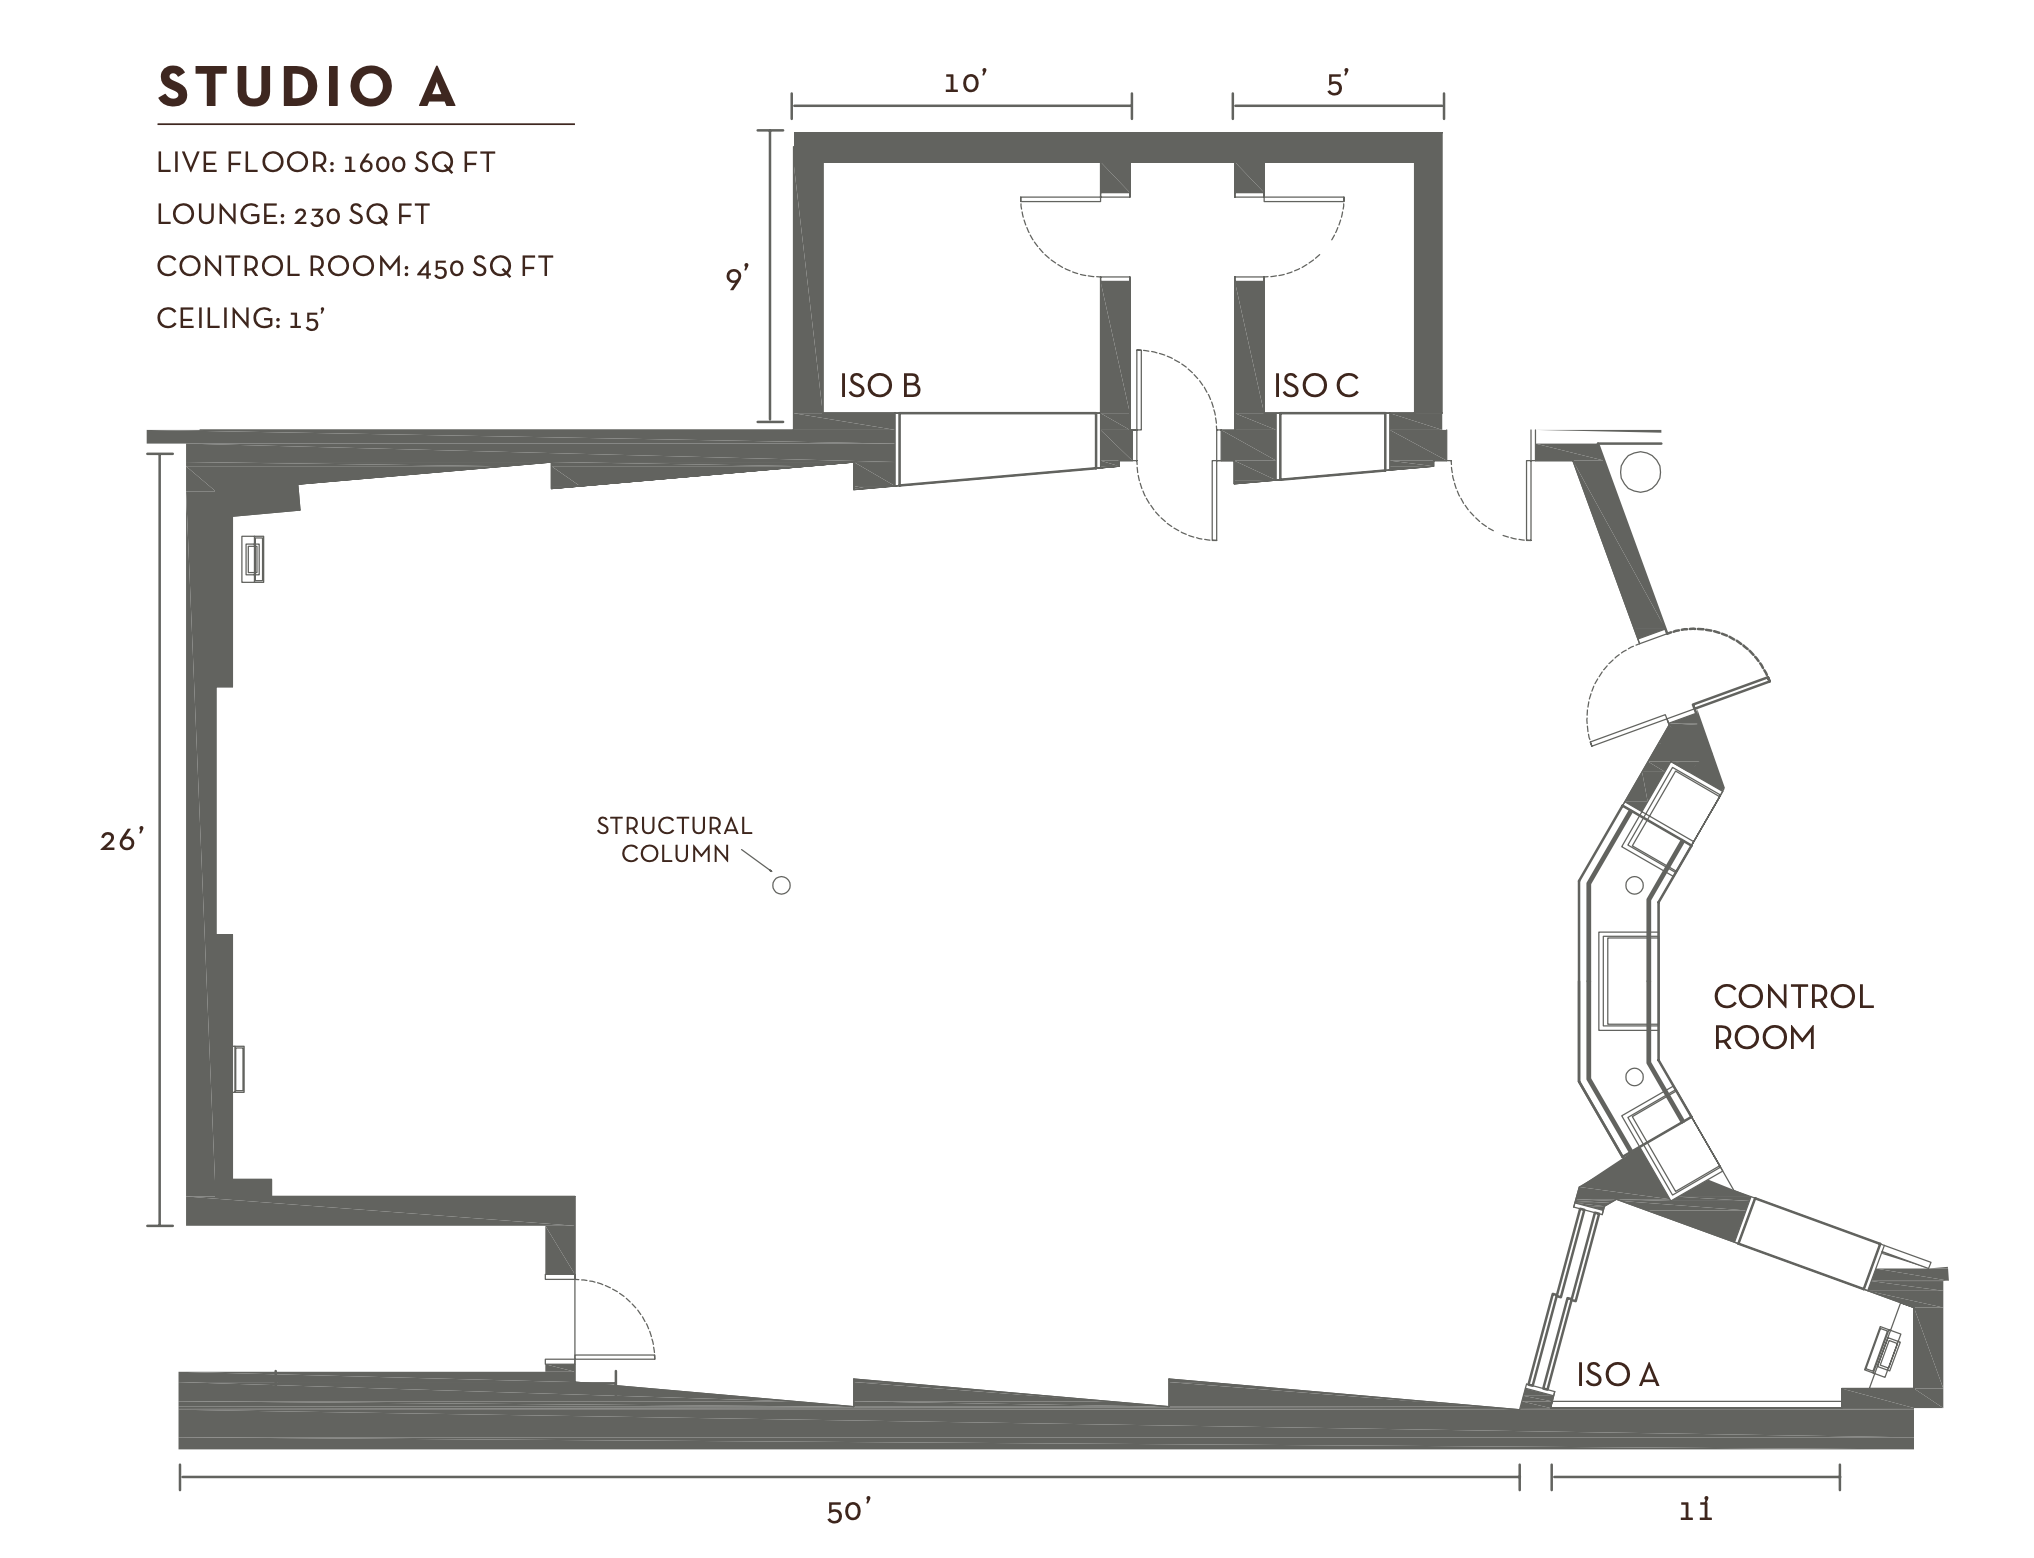 STUDIO A
LIVE FLOOR: 1600 SQ FT
LOUNGE: 230 SQ FT
CONTROL ROOM: 450 SQ FT
CEILING: 15’
10’
5’
9’
ISO B
ISO C
26’
STRUCTURAL
COLUMN
CONTROL
ROOM
ISO A
50’
11’